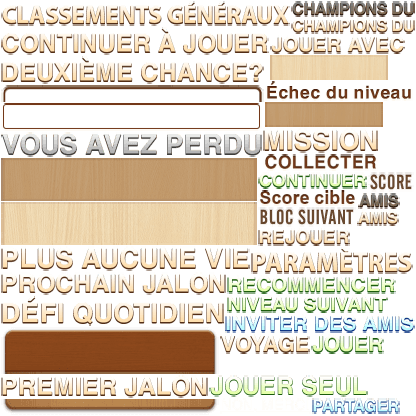 CLASSEMENTS GÉNÉRAUX
CHAMPIONS DU
CHAMPIONS DU
CONTINUER À JOUER
JOUER AVEC
DEUXIÈME CHANCE?
Échec du niveau
VOUS AVEZ PERDU
MISSION
COLLECTER
CONTINUER
SCORE
Score cible
AMIS
BLOC SUIVANT
AMIS
REJOUER
PLUS AUCUNE VIE
PARAMÈTRES
PROCHAIN JALON
RECOMMENCER
NIVEAU SUIVANT
DÉFI QUOTIDIEN
INVITER DES AMIS
VOYAGE
JOUER
PREMIER JALON
JOUER SEUL
PARTAGER